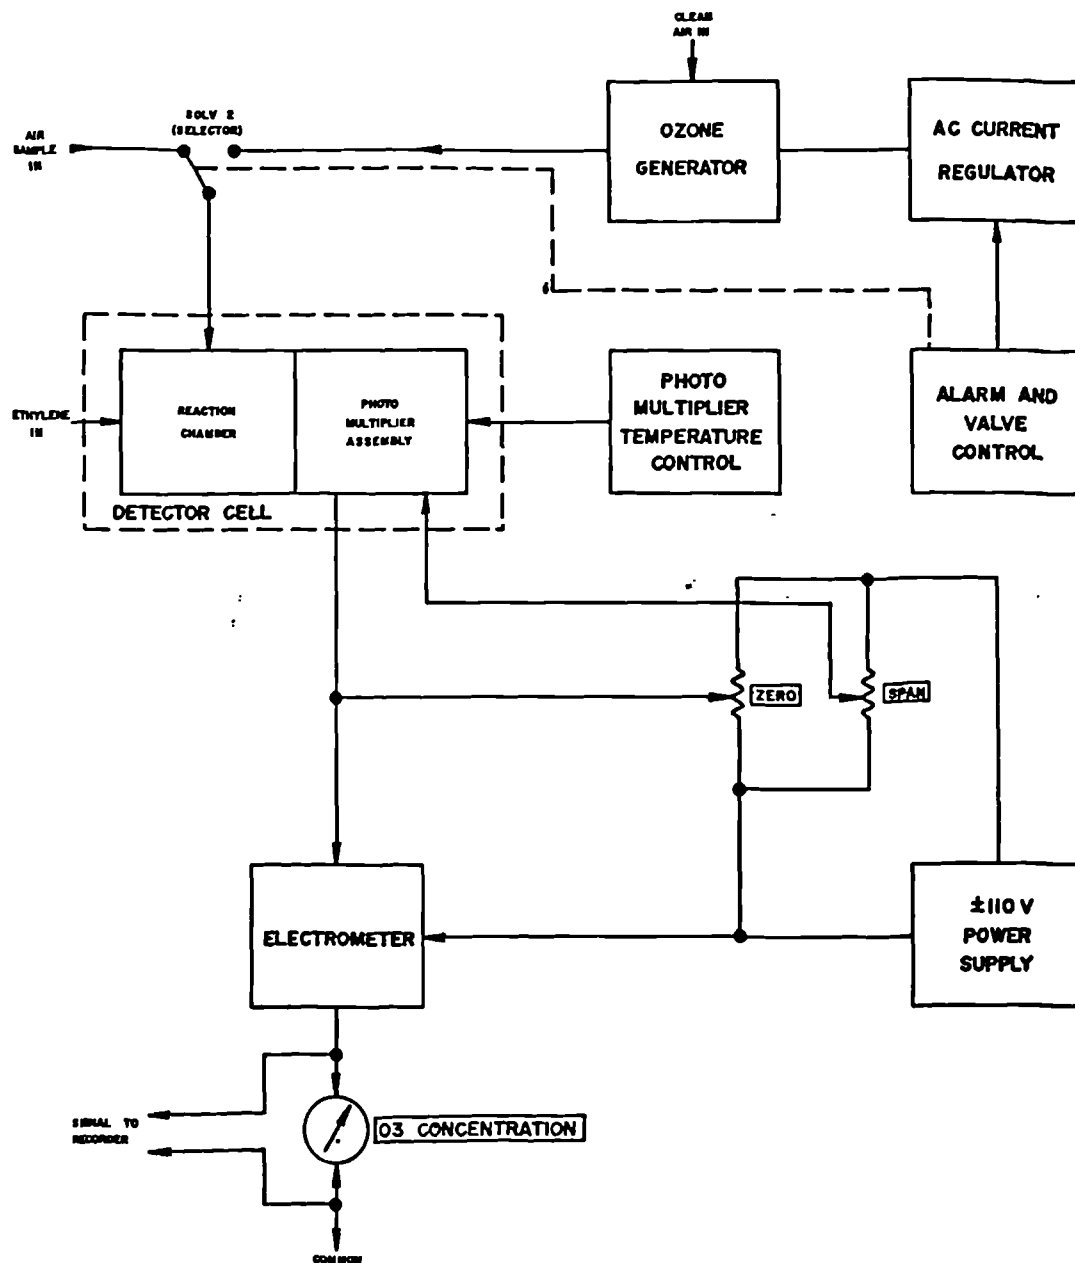 CLEAN
AIR IN
SOLV 2
(SELECTOR)
AIR
SAMPLE
IN
OZONE
GENERATOR
AC CURRENT
REGULATOR
ETHYLENE
IN
REACTION
CHAMBER
PHOTO
MULTIPLIER
ASSEMBLY
DETECTOR CELL
PHOTO
MULTIPLIER
TEMPERATURE
CONTROL
ALARM AND
VALVE
CONTROL
ZERO
SPAN
ELECTROMETER
±110 V
POWER
SUPPLY
SIGNAL TO
RECORDER
O3 CONCENTRATION
COMMON